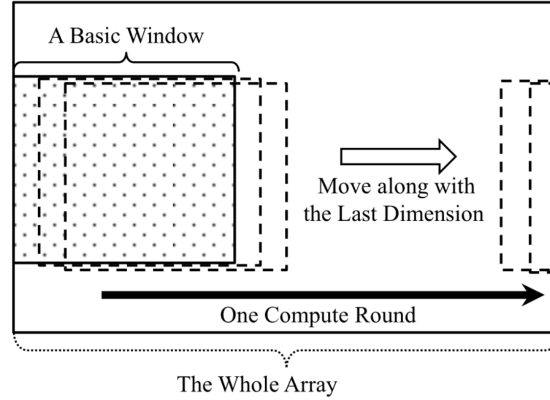 A Basic Window
Move along with
the Last Dimension
One Compute Round
The Whole Array